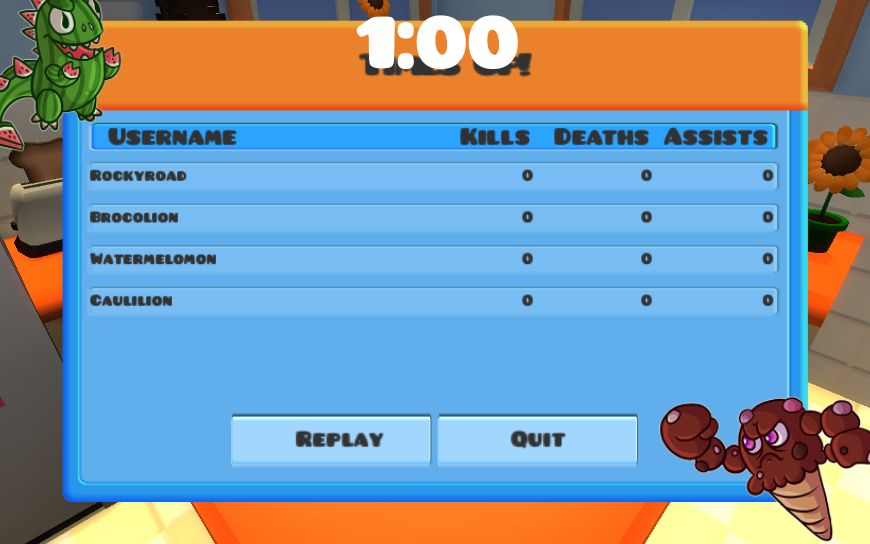 1:00
Username Kills Deaths Assists
Rockyroad 0 0 0
Brocolion 0 0 0
Watermelomon 0 0 0
Caulilion 0 0 0
Replay Quit